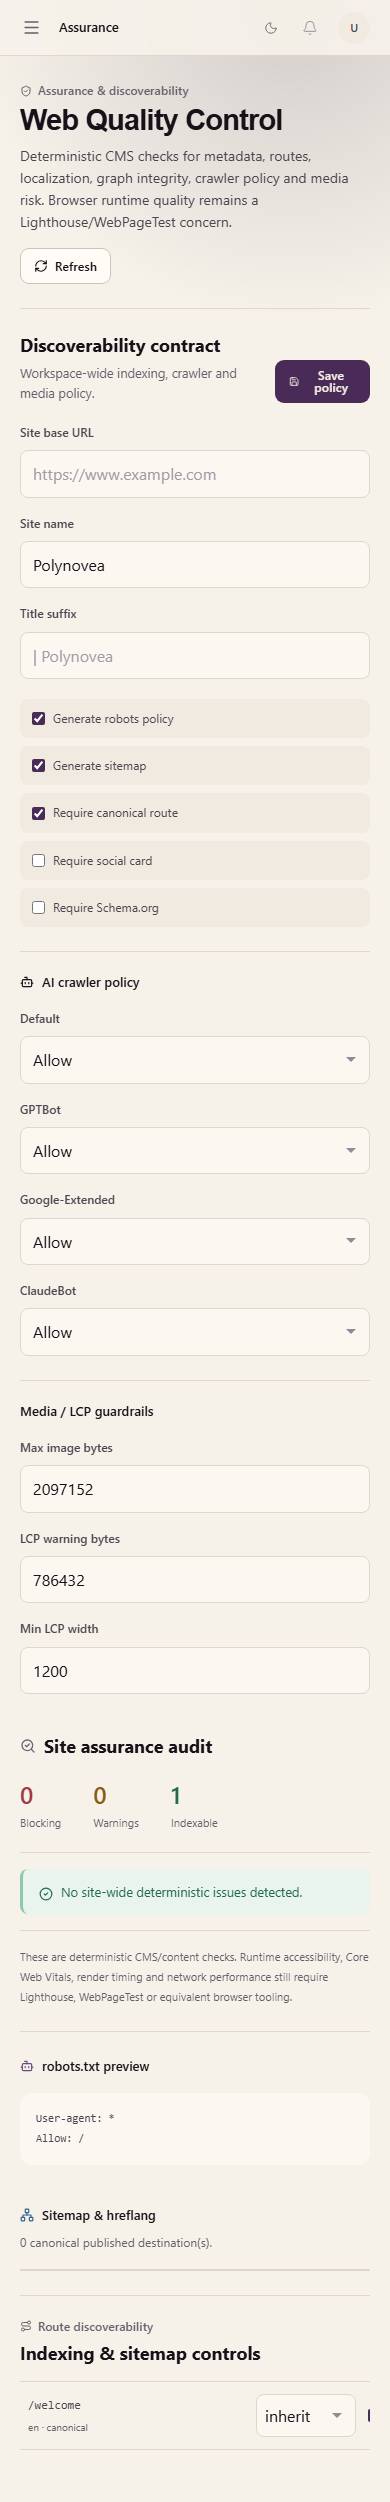 Assurance
U
Assurance & discoverability
Web Quality Control
Deterministic CMS checks for metadata, routes,
localization, graph integrity, crawler policy and media
risk. Browser runtime quality remains a
Lighthouse/WebPageTest concern.
Refresh
Discoverability contract
Workspace-wide indexing, crawler and
media policy.
Save
policy
Site base URL
https://www.example.com
Site name
Polynovea
Title suffix
| Polynovea
Generate robots policy
Generate sitemap
Require canonical route
Require social card
Require Schema.org
AI crawler policy
Default
Allow
GPTBot
Allow
Google-Extended
Allow
ClaudeBot
Allow
Media / LCP guardrails
Max image bytes
2097152
LCP warning bytes
786432
Min LCP width
1200
Site assurance audit
0 0 1
Blocking Warnings Indexable
No site-wide deterministic issues detected.
These are deterministic CMS/content checks. Runtime accessibility, Core
Web Vitals, render timing and network performance still require
Lighthouse, WebPageTest or equivalent browser tooling.
robots.txt preview
User-agent: *
Allow: /
Sitemap & hreflang
0 canonical published destination(s).
Route discoverability
Indexing & sitemap controls
/welcome
en · canonical
inherit